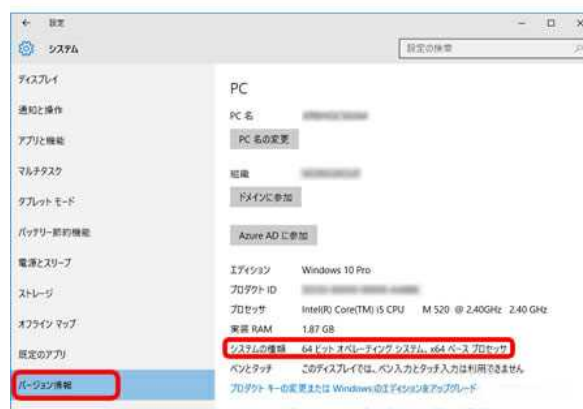 ← 設定
システム
設定の検索
ディスプレイ
通知と操作
アプリと機能
マルチタスク
タブレット モード
バッテリー節約機能
電源とスリープ
ストレージ
オフライン マップ
既定のアプリ
バージョン情報
PC
PC 名
PC 名の変更
組織
ドメインに参加
Azure AD に参加
エディション Windows 10 Pro
プロダクト ID
プロセッサ Intel(R) Core(TM) i5 CPU M 520 @ 2.40GHz 2.40 GHz
実装 RAM 1.87 GB
システムの種類 64 ビット オペレーティング システム、x64 ベース プロセッサ
ペンとタッチ このディスプレイでは、ペン入力とタッチ入力は利用できません
プロダクト キーの変更または Windows のエディションをアップグレード